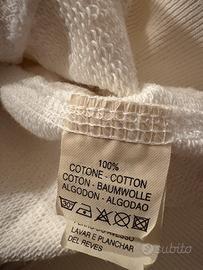 100%
COTONE - COTTON
COTON - BAUMWOLLE
ALGODON - ALGODAO
LAVAR E PLANCHAR
DEL REVES
subito